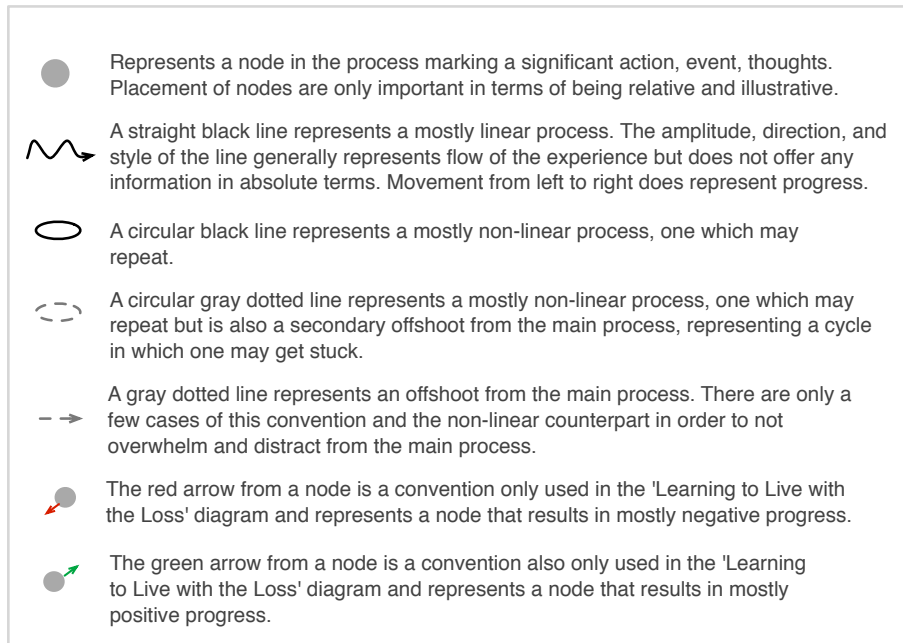 Represents a node in the process marking a significant action, event, thoughts.
Placement of nodes are only important in terms of being relative and illustrative.
A straight black line represents a mostly linear process. The amplitude, direction, and
style of the line generally represents flow of the experience but does not offer any
information in absolute terms. Movement from left to right does represent progress.
A circular black line represents a mostly non-linear process, one which may
repeat.
A circular gray dotted line represents a mostly non-linear process, one which may
repeat but is also a secondary offshoot from the main process, representing a cycle
in which one may get stuck.
A gray dotted line represents an offshoot from the main process. There are only a
few cases of this convention and the non-linear counterpart in order to not
overwhelm and distract from the main process.
The red arrow from a node is a convention only used in the 'Learning to Live with
the Loss' diagram and represents a node that results in mostly negative progress.
The green arrow from a node is a convention also only used in the 'Learning
to Live with the Loss' diagram and represents a node that results in mostly
positive progress.